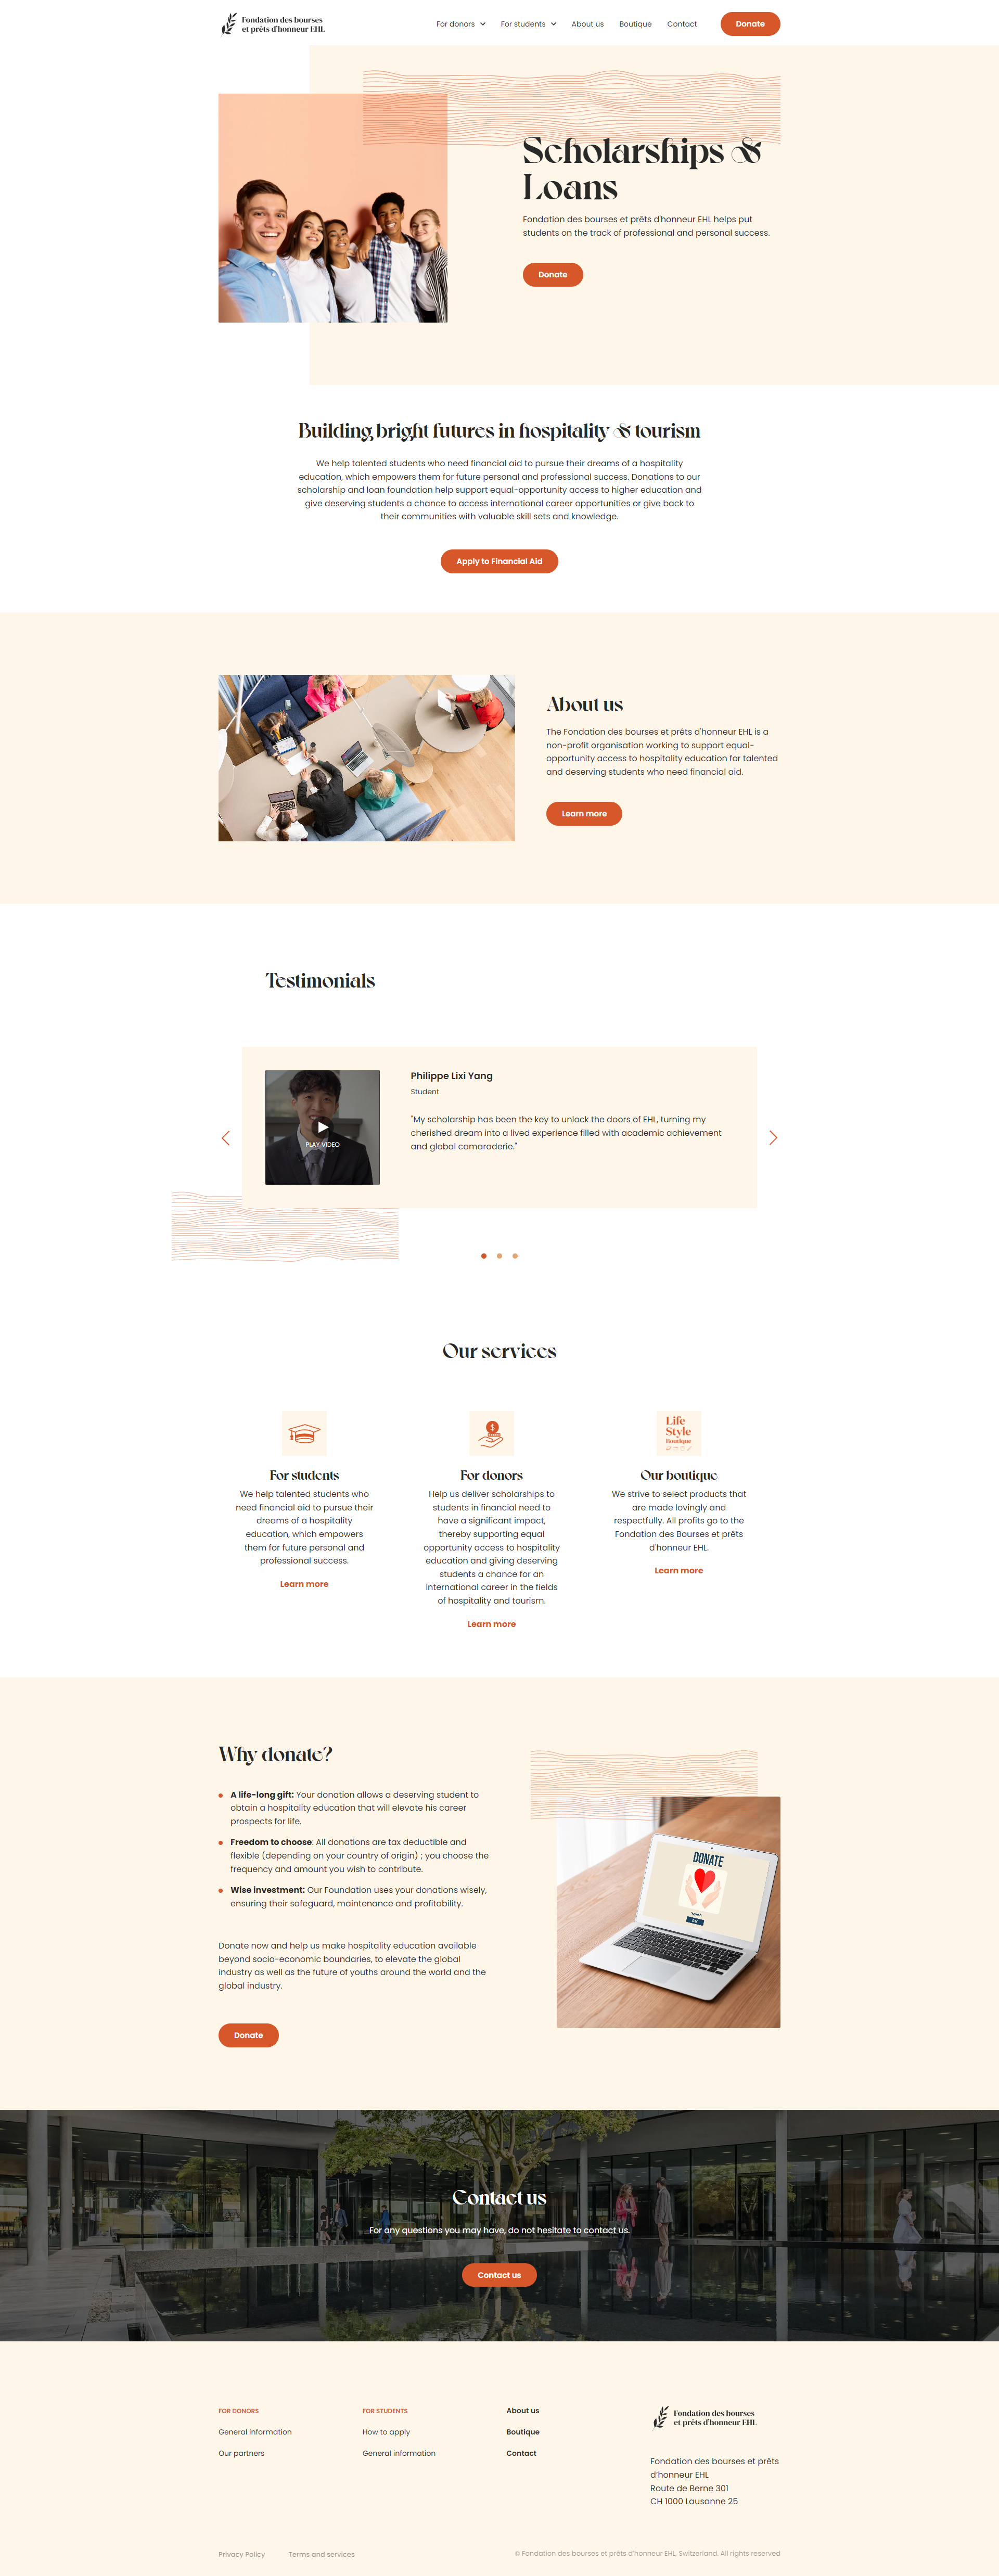 Fondation des bourses
et prêts d'honneur EHL
For donors
For students
About us
Boutique
Contact
Donate
Scholarships &
Loans
Fondation des bourses et prêts d'honneur EHL helps put
students on the track of professional and personal success.
Donate
Building bright futures in hospitality & tourism
We help talented students who need financial aid to pursue their dreams of a hospitality
education, which empowers them for future personal and professional success. Donations to our
scholarship and loan foundation help support equal-opportunity access to higher education and
give deserving students a chance to access international career opportunities or give back to
their communities with valuable skill sets and knowledge.
Apply to Financial Aid
About us
The Fondation des bourses et prêts d'honneur EHL is a
non-profit organisation working to support equal-
opportunity access to hospitality education for talented
and deserving students who need financial aid.
Learn more
Testimonials
PLAY VIDEO
Philippe Lixi Yang
Student
"My scholarship has been the key to unlock the doors of EHL, turning my
cherished dream into a lived experience filled with academic achievement
and global camaraderie."
Our services
For students
We help talented students who
need financial aid to pursue their
dreams of a hospitality
education, which empowers
them for future personal and
professional success.
Learn more
$
For donors
Help us deliver scholarships to
students in financial need to
have a significant impact,
thereby supporting equal
opportunity access to hospitality
education and giving deserving
students a chance for an
international career in the fields
of hospitality and tourism.
Learn more
Life
Style
Boutique
Our boutique
We strive to select products that
are made lovingly and
respectfully. All profits go to the
Fondation des Bourses et prêts
d'honneur EHL.
Learn more
Why donate?
A life-long gift: Your donation allows a deserving student to
obtain a hospitality education that will elevate his career
prospects for life.
Freedom to choose: All donations are tax deductible and
flexible (depending on your country of origin) ; you choose the
frequency and amount you wish to contribute.
Wise investment: Our Foundation uses your donations wisely,
ensuring their safeguard, maintenance and profitability.
Donate now and help us make hospitality education available
beyond socio-economic boundaries, to elevate the global
industry as well as the future of youths around the world and the
global industry.
Donate
DONATE
Contact us
For any questions you may have, do not hesitate to contact us.
Contact us
FOR DONORS
General information
Our partners
FOR STUDENTS
How to apply
General information
About us
Boutique
Contact
Fondation des bourses
et prêts d'honneur EHL
Fondation des bourses et prêts
d'honneur EHL
Route de Berne 301
CH 1000 Lausanne 25
Privacy Policy
Terms and services
© Fondation des bourses et prêts d'honneur EHL, Switzerland. All rights reserved